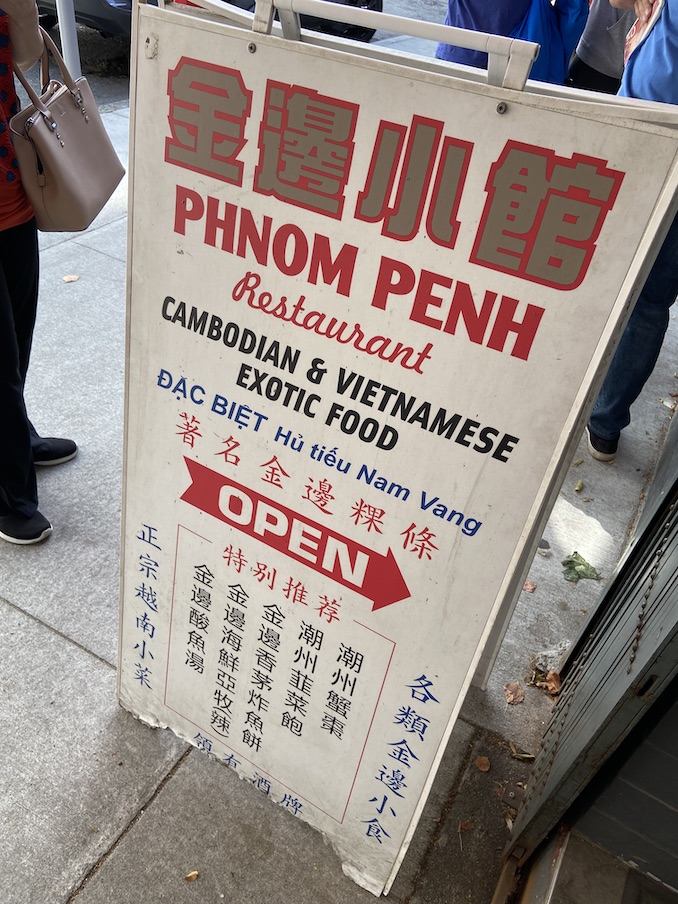 金邊小館
PHNOM PENH
Restaurant
CAMBODIAN & VIETNAMESE
EXOTIC FOOD
ĐẶC BIỆT Hủ tiếu Nam Vang
著名金邊粿條
OPEN
特别推荐
潮州蟹棗
潮州韮菜飽
金邊香茅炸魚餅
金邊海鮮亞牧辣
金邊酸魚湯
各類金邊小食
正宗越南小菜
領有酒牌